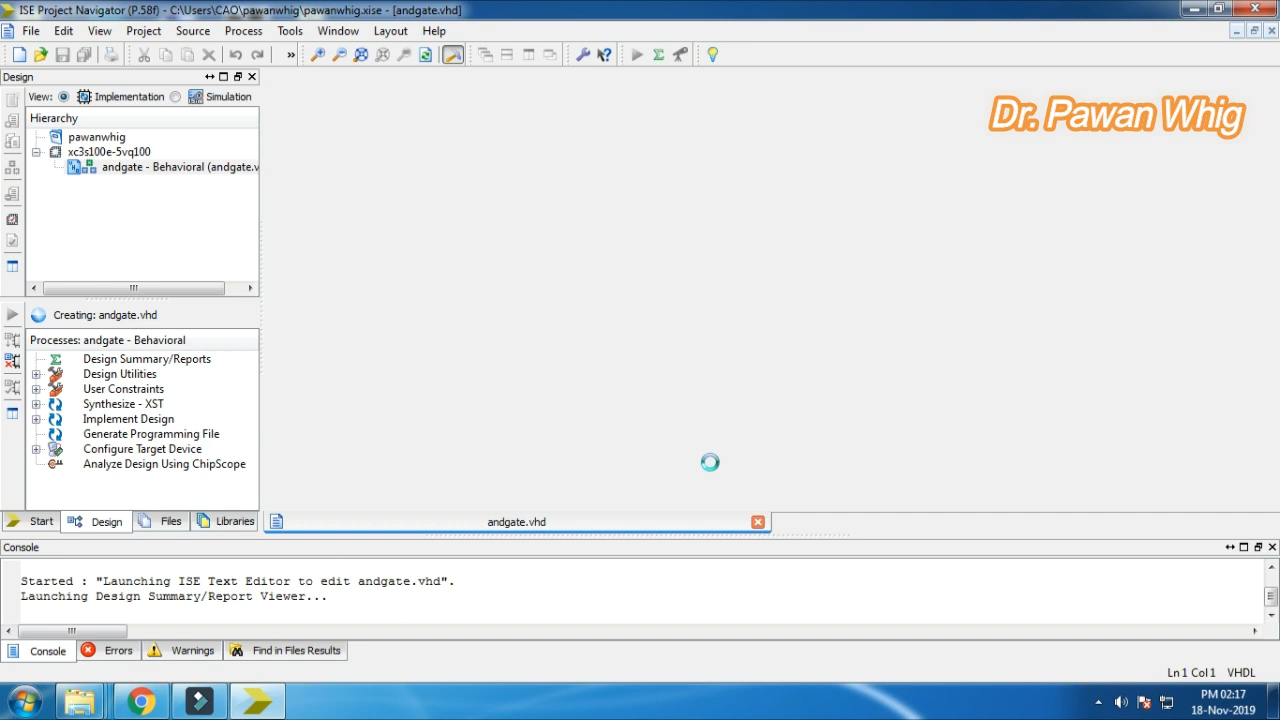 ISE Project Navigator (P.58f) - C:\Users\CAO\pawanwhig\pawanwhig.xise - [andgate.vhd]
File Edit View Project Source Process Tools Window Layout Help
Design
View: Implementation Simulation
Hierarchy
pawanwhig
xc3s100e-5vq100
andgate - Behavioral (andgate.v
Dr. Pawan Whig
Creating: andgate.vhd
Processes: andgate - Behavioral
Design Summary/Reports
Design Utilities
User Constraints
Synthesize - XST
Implement Design
Generate Programming File
Configure Target Device
Analyze Design Using ChipScope
Start Design Files Libraries
andgate.vhd
Console
Started : "Launching ISE Text Editor to edit andgate.vhd".
Launching Design Summary/Report Viewer...
Console Errors Warnings Find in Files Results
Ln 1 Col 1 VHDL
PM 02:17
18-Nov-2019